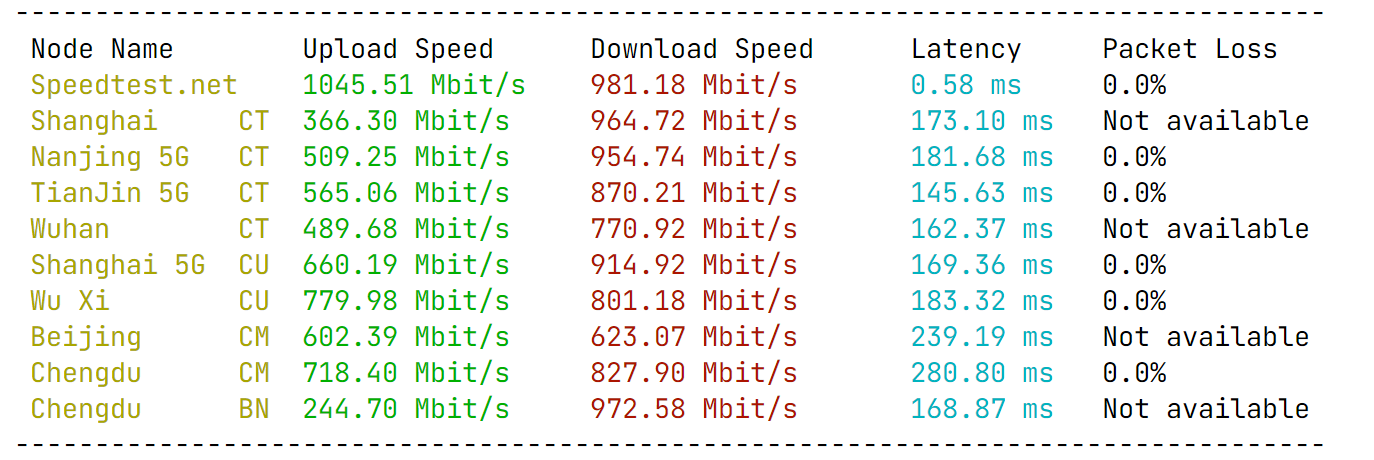 Node Name        Upload Speed      Download Speed      Latency     Packet Loss
Speedtest.net    1045.51 Mbit/s    981.18 Mbit/s       0.58 ms     0.0%
Shanghai     CT  366.30 Mbit/s     964.72 Mbit/s       173.10 ms   Not available
Nanjing 5G   CT  509.25 Mbit/s     954.74 Mbit/s       181.68 ms   0.0%
TianJin 5G   CT  565.06 Mbit/s     870.21 Mbit/s       145.63 ms   0.0%
Wuhan        CT  489.68 Mbit/s     770.92 Mbit/s       162.37 ms   Not available
Shanghai 5G  CU  660.19 Mbit/s     914.92 Mbit/s       169.36 ms   0.0%
Wu Xi        CU  779.98 Mbit/s     801.18 Mbit/s       183.32 ms   0.0%
Beijing      CM  602.39 Mbit/s     623.07 Mbit/s       239.19 ms   Not available
Chengdu      CM  718.40 Mbit/s     827.90 Mbit/s       280.80 ms   0.0%
Chengdu      BN  244.70 Mbit/s     972.58 Mbit/s       168.87 ms   Not available